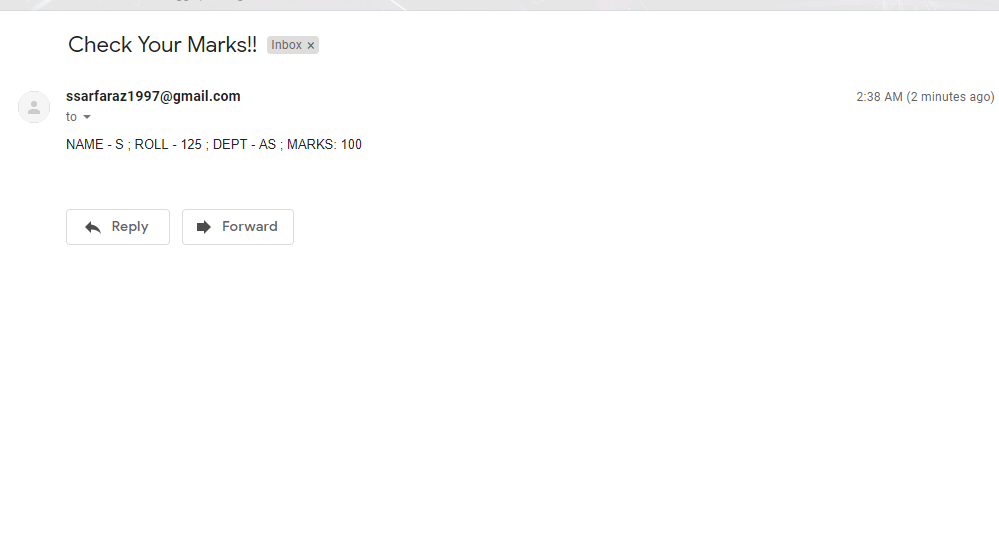 Check Your Marks!! Inbox ×
ssarfaraz1997@gmail.com 2:38 AM (2 minutes ago)
to
NAME - S ; ROLL - 125 ; DEPT - AS ; MARKS: 100
Reply Forward